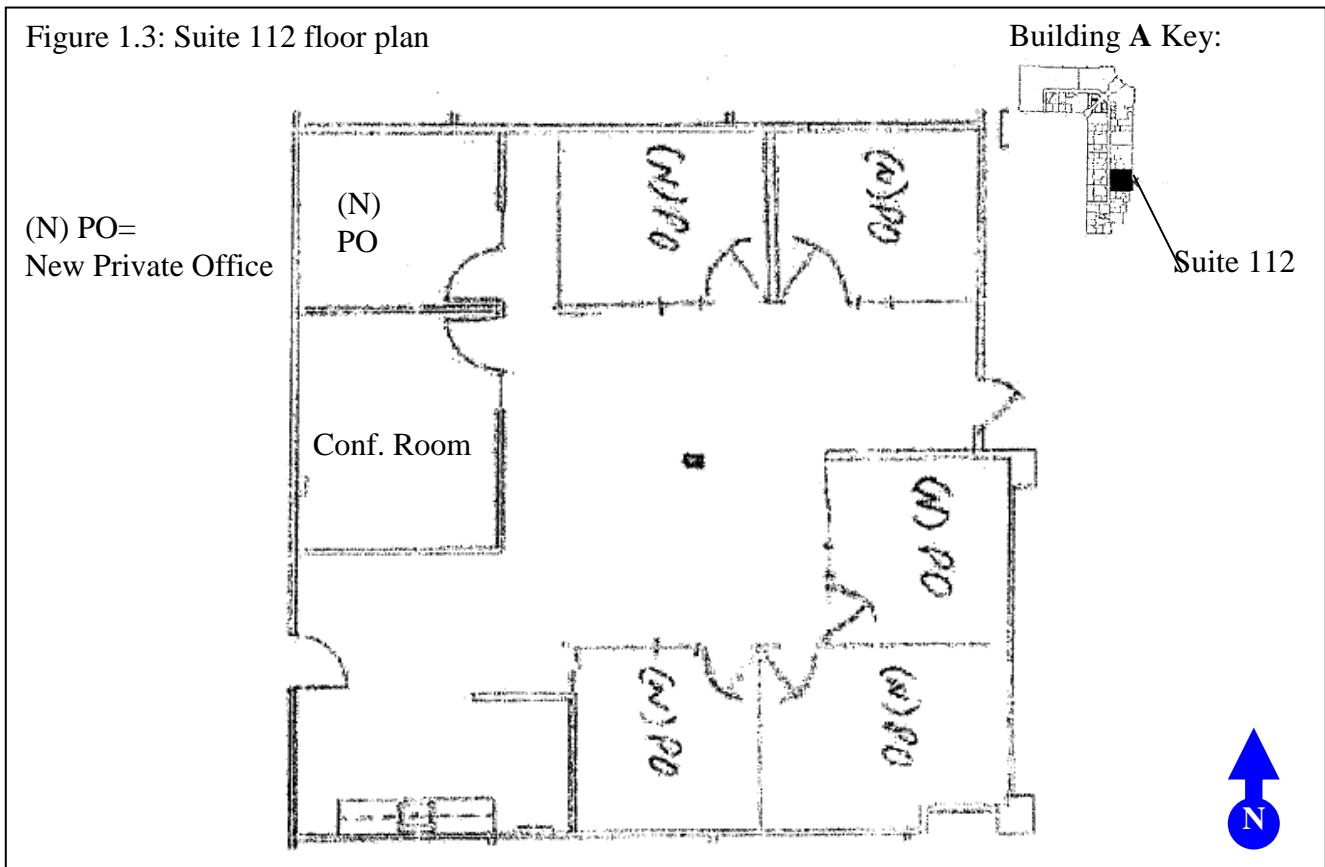 Figure 1.3: Suite 112 floor plan
Building A Key:
(N) PO=
New Private Office
(N)
PO
(N) PO
(N) PO
Suite 112
Conf. Room
(N) PO
(N) PO
(N) PO
N